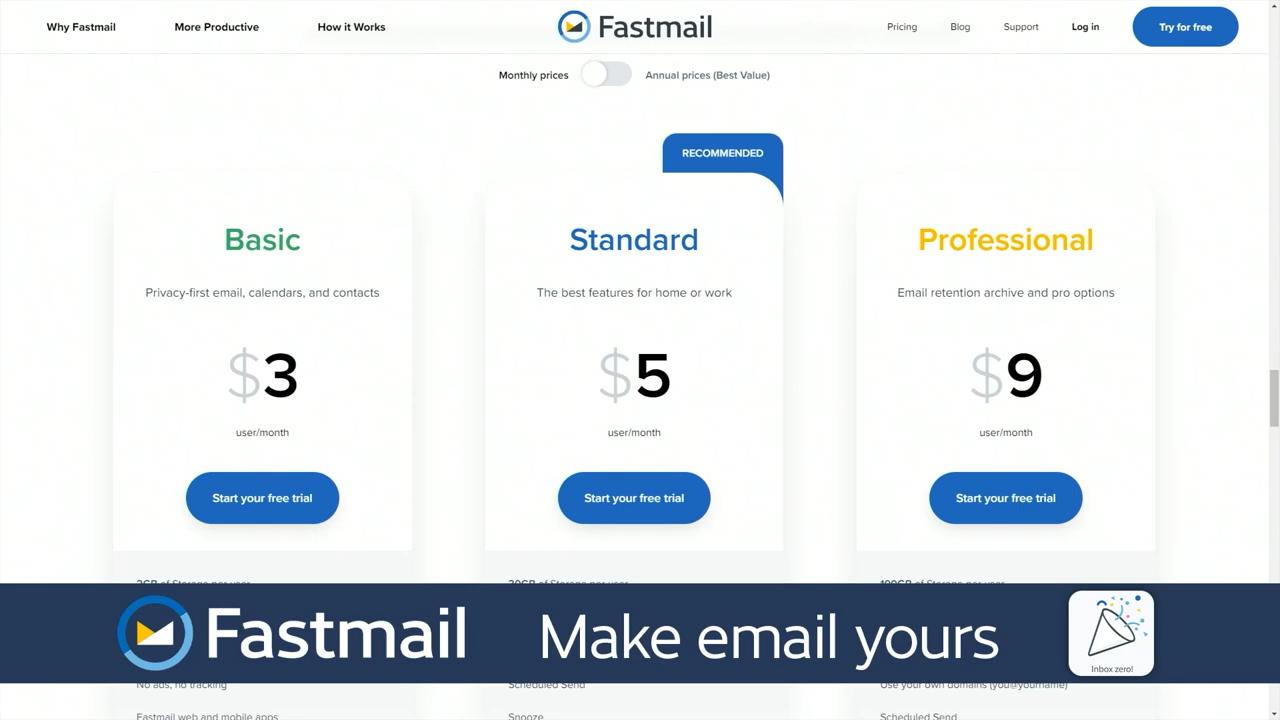 Why Fastmail More Productive How it Works Fastmail Pricing Blog Support Log in Try for free
Monthly prices Annual prices (Best Value)
RECOMMENDED
Basic
Privacy-first email, calendars, and contacts
$3
user/month
Start your free trial
Standard
The best features for home or work
$5
user/month
Start your free trial
Professional
Email retention archive and pro options
$9
user/month
Start your free trial
Fastmail Make email yours
Inbox zero!
No ads, no tracking
Fastmail web and mobile apps
Scheduled Send
Snooze
Use your own domains (you@yourname)
Scheduled Send